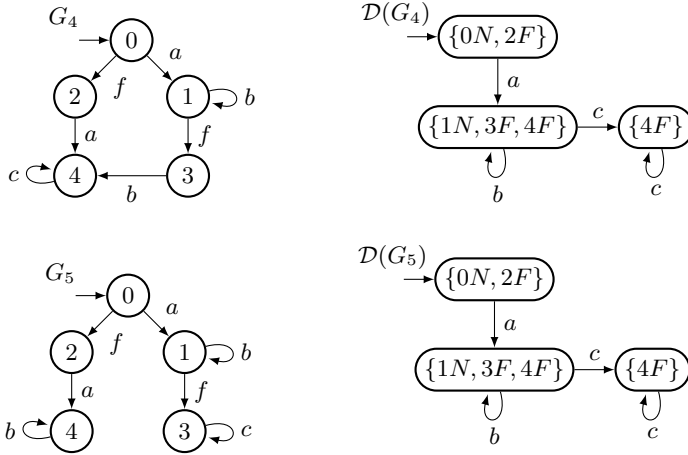 G₄
0
f
a
2
1
b
a
f
c
4
b
3
𝒟(G₄)
{0N, 2F}
a
{1N, 3F, 4F}
c
{4F}
b
c
G₅
0
f
a
2
1
b
a
f
b
4
3
c
𝒟(G₅)
{0N, 2F}
a
{1N, 3F, 4F}
c
{4F}
b
c